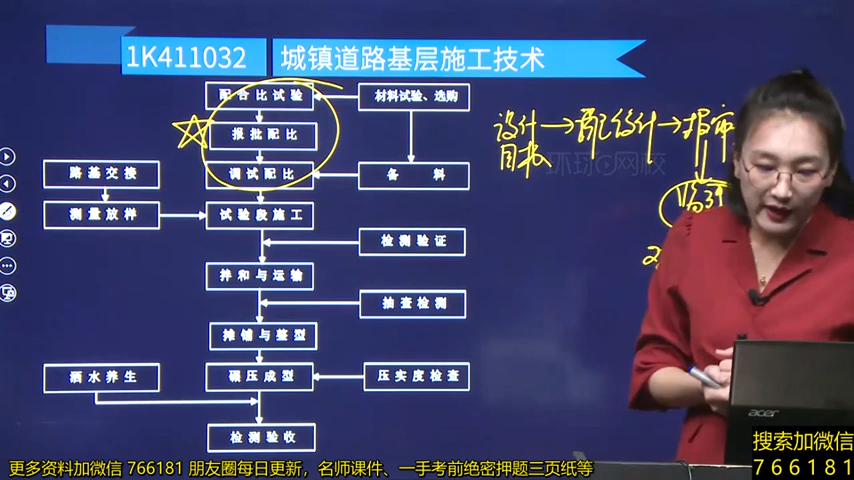 1K411032 城镇道路基层施工技术
配合比试验
材料试验、选购
报批配比
设计 → 配设计 → 报审
目标
路基交接
调试配比
备 料
测量放样
试验段施工
检测验证
拌和与运输
抽查检测
摊铺与整型
洒水养生
碾压成型
压实度检查
检测验收
环球网校
acer
搜索加微信
766181
更多资料加微信 766181 朋友圈每日更新，名师课件、一手考前绝密押题三页纸等